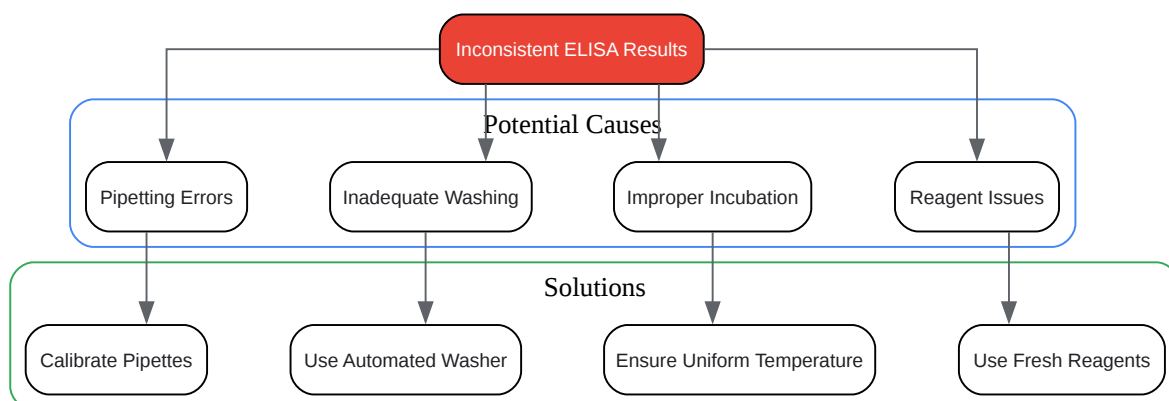 Inconsistent ELISA Results
Potential Causes
Pipetting Errors
Inadequate Washing
Improper Incubation
Reagent Issues
Solutions
Calibrate Pipettes
Use Automated Washer
Ensure Uniform Temperature
Use Fresh Reagents